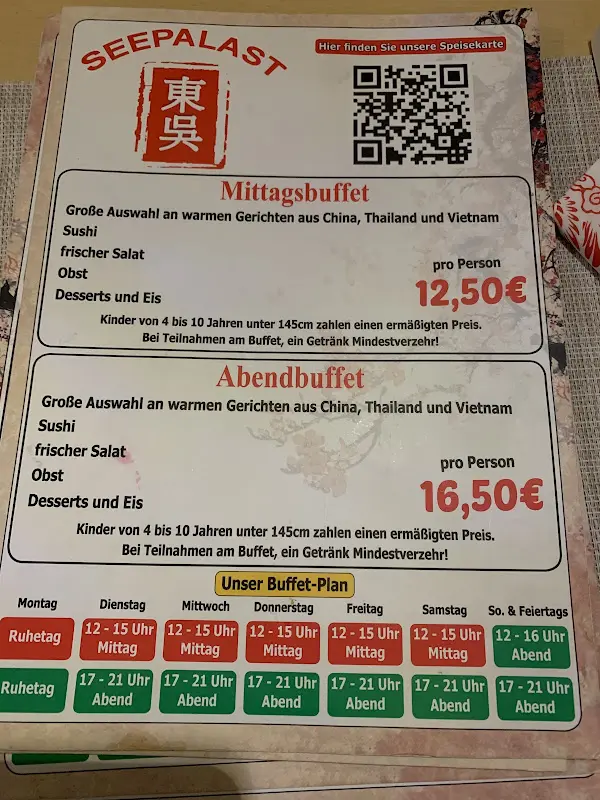 SEEPALAST
東
吳
Hier finden Sie unsere Speisekarte
Mittagsbuffet
Große Auswahl an warmen Gerichten aus China, Thailand und Vietnam
Sushi
frischer Salat
Obst
Desserts und Eis
pro Person
12,50€
Kinder von 4 bis 10 Jahren unter 145cm zahlen einen ermäßigten Preis.
Bei Teilnahmen am Buffet, ein Getränk Mindestverzehr!
Abendbuffet
Große Auswahl an warmen Gerichten aus China, Thailand und Vietnam
Sushi
frischer Salat
Obst
Desserts und Eis
pro Person
16,50€
Kinder von 4 bis 10 Jahren unter 145cm zahlen einen ermäßigten Preis.
Bei Teilnahmen am Buffet, ein Getränk Mindestverzehr!
Unser Buffet-Plan
Montag Dienstag Mittwoch Donnerstag Freitag Samstag So. & Feiertags
Ruhetag 12 - 15 Uhr 12 - 15 Uhr 12 - 15 Uhr 12 - 15 Uhr 12 - 15 Uhr 12 - 16 Uhr
Mittag Mittag Mittag Mittag Mittag Abend
Ruhetag 17 - 21 Uhr 17 - 21 Uhr 17 - 21 Uhr 17 - 21 Uhr 17 - 21 Uhr 17 - 21 Uhr
Abend Abend Abend Abend Abend Abend